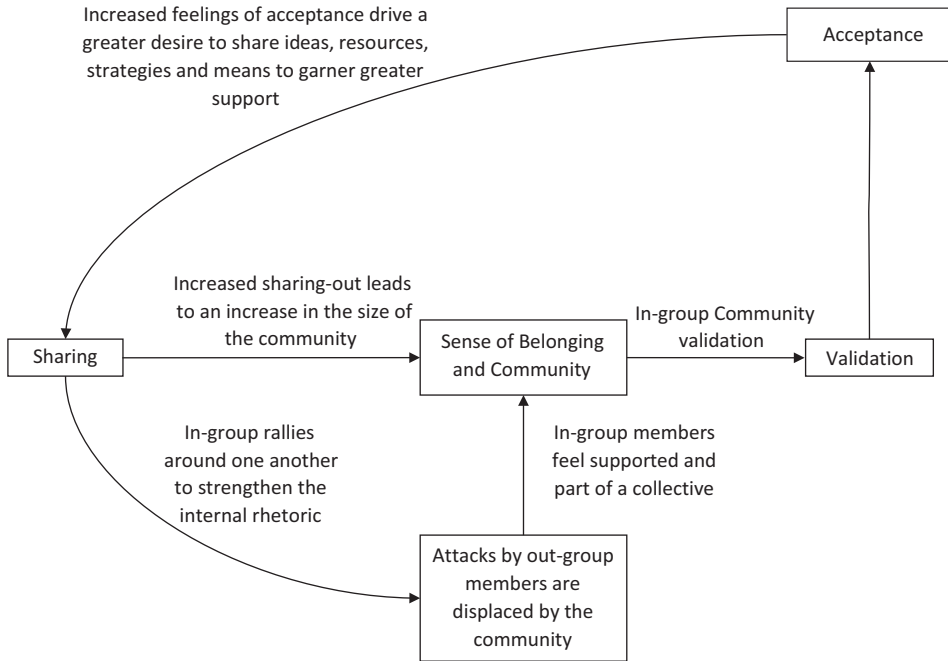 Increased feelings of acceptance drive a
greater desire to share ideas, resources,
strategies and means to garner greater
support
Acceptance
Increased sharing-out leads
to an increase in the size of
the community
In-group Community
validation
Sharing
Sense of Belonging
and Community
Validation
In-group rallies
around one another
to strengthen the
internal rhetoric
In-group members
feel supported and
part of a collective
Attacks by out-group
members are
displaced by the
community